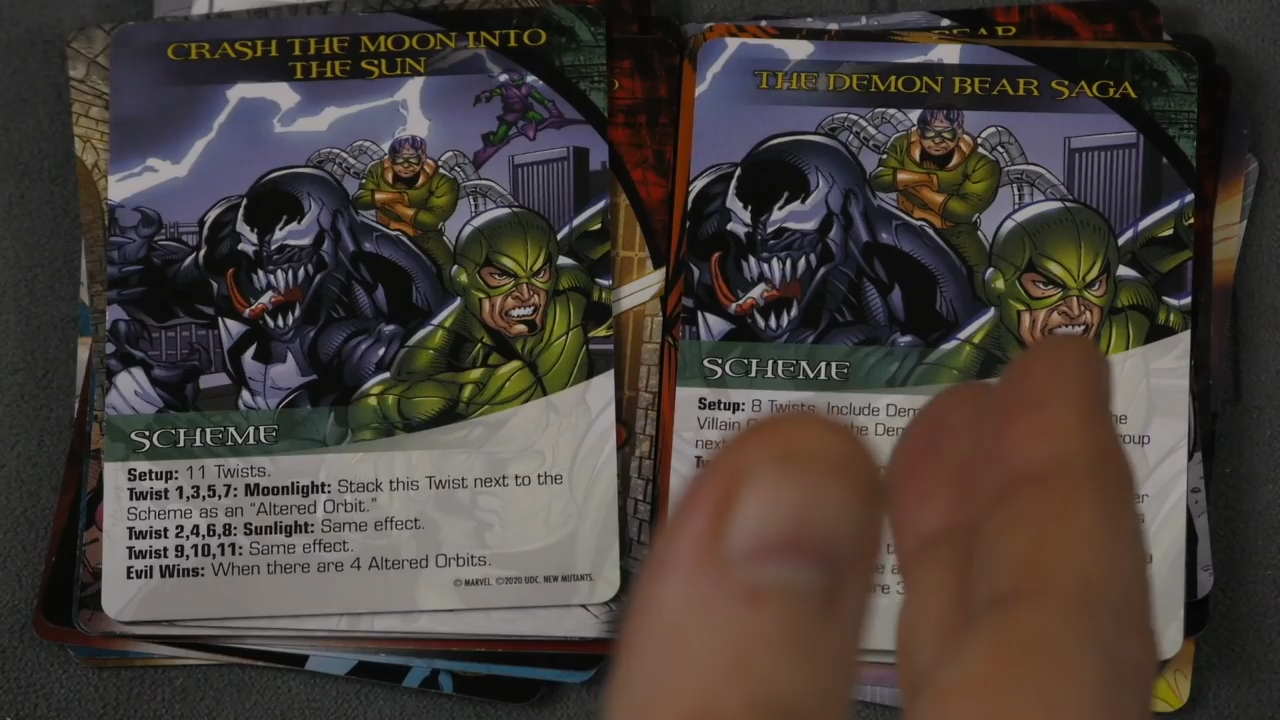 CRASH THE MOON INTO
THE SUN
SCHEME
Setup: 11 Twists.
Twist 1,3,5,7: Moonlight: Stack this Twist next to the
Scheme as an "Altered Orbit."
Twist 2,4,6,8: Sunlight: Same effect.
Twist 9,10,11: Same effect.
Evil Wins: When there are 4 Altered Orbits.
© MARVEL. ©2020 UDC. NEW MUTANTS.
BEAR
THE DEMON BEAR SAGA
SCHEME
Setup: 8 Twists. Include
Villain the
next